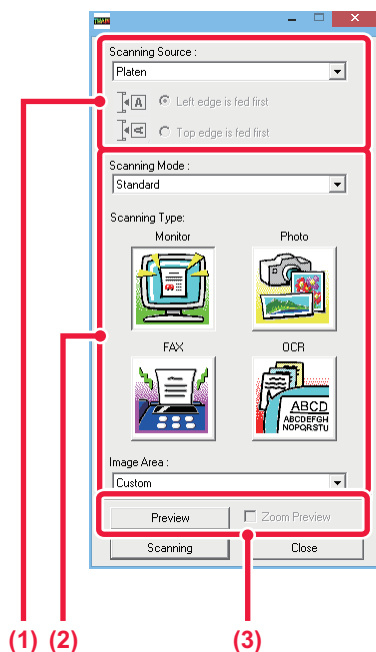 Scanning Source :
Platen
A Left edge is fed first
A Top edge is fed first
Scanning Mode :
Standard
Scanning Type:
Monitor Photo
FAX OCR
ABCD
ABCDEFGH
NOPQRSTU
Image Area :
Custom
Preview Zoom Preview
Scanning Close
(1) (2) (3)